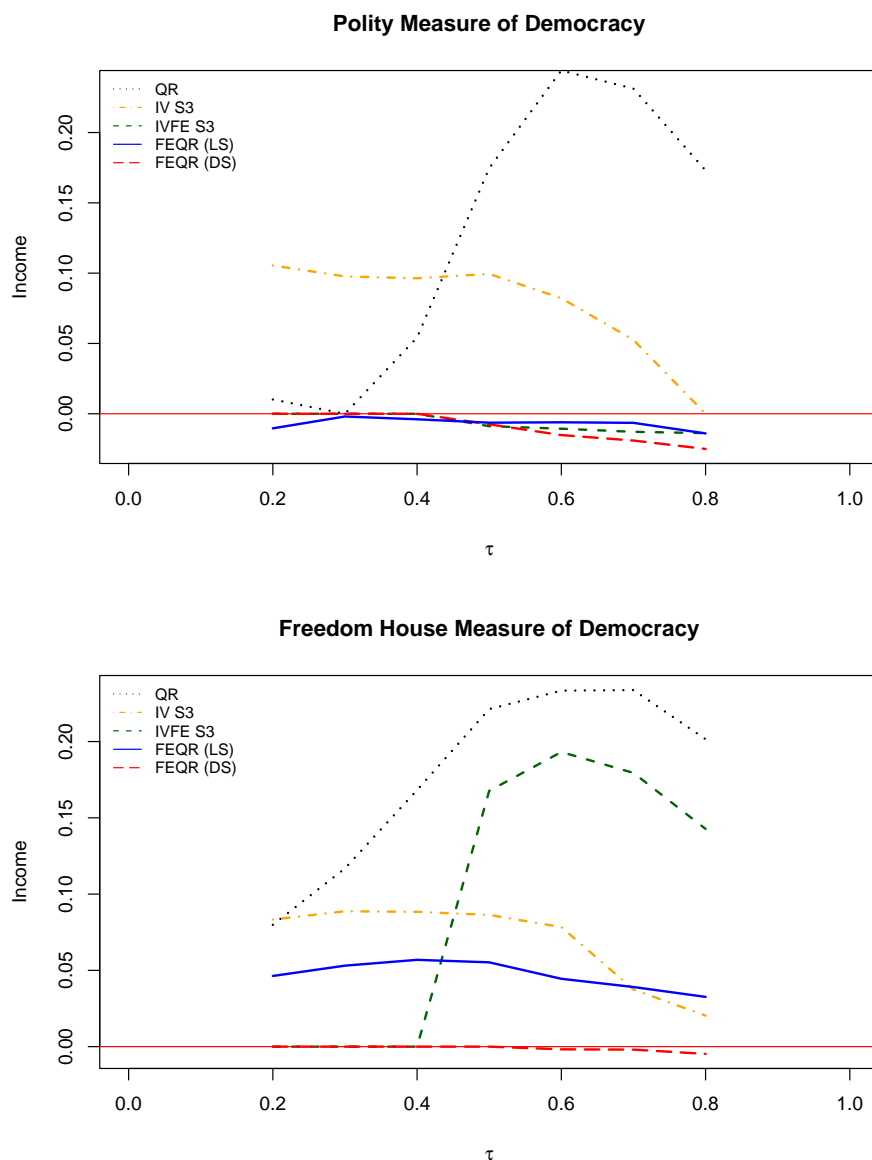 Polity Measure of Democracy
QR
IV S3
IVFE S3
FEQR (LS)
FEQR (DS)
Income
0.20
0.15
0.10
0.05
0.00
0.0 0.2 0.4 0.6 0.8 1.0
τ
Freedom House Measure of Democracy
QR
IV S3
IVFE S3
FEQR (LS)
FEQR (DS)
Income
0.20
0.15
0.10
0.05
0.00
0.0 0.2 0.4 0.6 0.8 1.0
τ